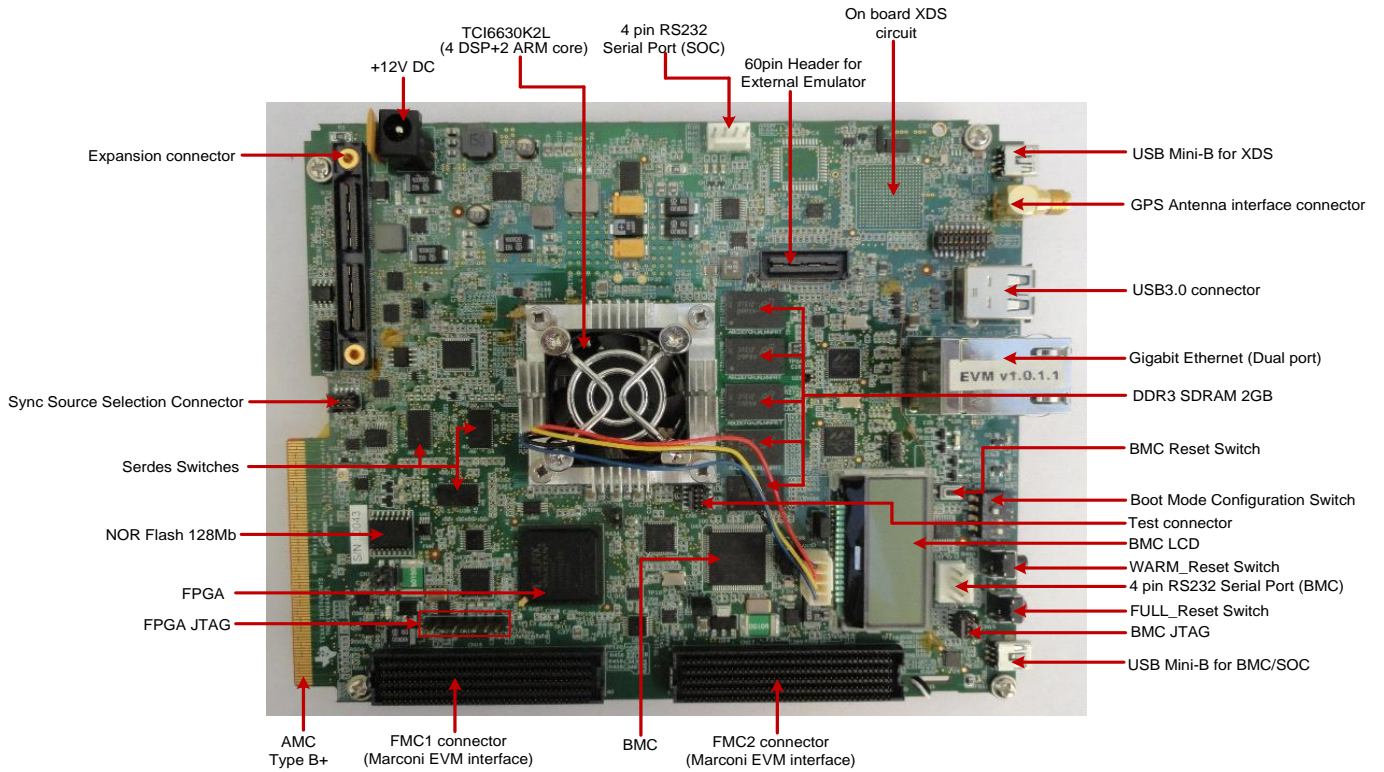 On board XDS
circuit
4 pin RS232
Serial Port (SOC)
TCI6630K2L
(4 DSP+2 ARM core)
+12V DC
60pin Header for
External Emulator
Expansion connector
USB Mini-B for XDS
GPS Antenna interface connector
USB3.0 connector
Gigabit Ethernet (Dual port)
EVM v1.0.1.1
DDR3 SDRAM 2GB
Sync Source Selection Connector
BMC Reset Switch
Serdes Switches
Boot Mode Configuration Switch
Test connector
NOR Flash 128Mb
BMC LCD
WARM_Reset Switch
4 pin RS232 Serial Port (BMC)
FPGA
FULL_Reset Switch
FPGA JTAG
BMC JTAG
USB Mini-B for BMC/SOC
AMC
Type B+
FMC1 connector
(Marconi EVM interface)
BMC
FMC2 connector
(Marconi EVM interface)